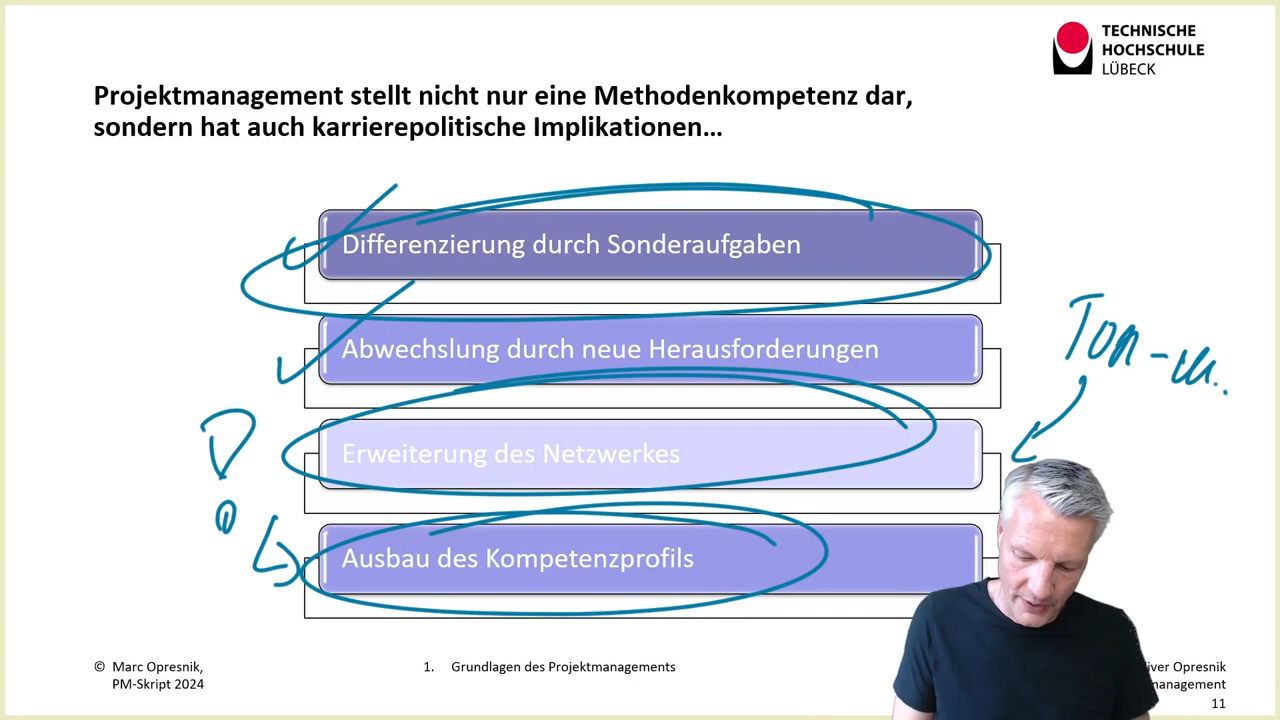 TECHNISCHE
HOCHSCHULE
LÜBECK
Projektmanagement stellt nicht nur eine Methodenkompetenz dar,
sondern hat auch karrierepolitische Implikationen…
Differenzierung durch Sonderaufgaben
Abwechslung durch neue Herausforderungen
Erweiterung des Netzwerkes
Ausbau des Kompetenzprofils
© Marc Opresnik,
PM-Skript 2024
1. Grundlagen des Projektmanagements
Opresnik
11